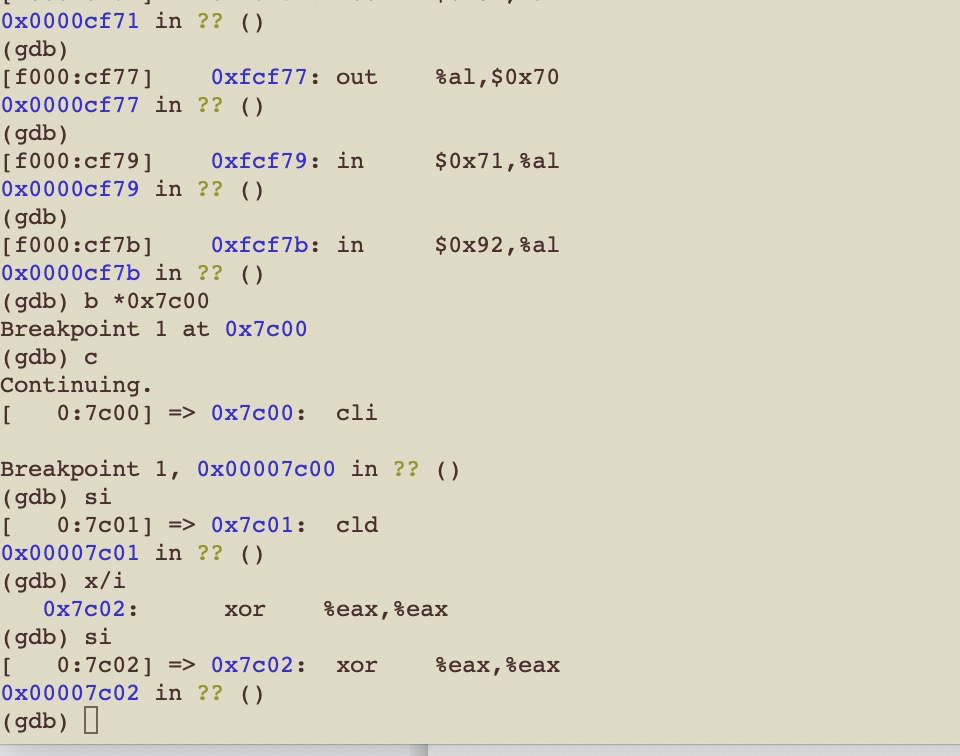 0x0000cf71 in ?? ()
(gdb)
[f000:cf77]    0xfcf77: out    %al,$0x70
0x0000cf77 in ?? ()
(gdb)
[f000:cf79]    0xfcf79: in     $0x71,%al
0x0000cf79 in ?? ()
(gdb)
[f000:cf7b]    0xfcf7b: in     $0x92,%al
0x0000cf7b in ?? ()
(gdb) b *0x7c00
Breakpoint 1 at 0x7c00
(gdb) c
Continuing.
[   0:7c00] => 0x7c00:  cli

Breakpoint 1, 0x00007c00 in ?? ()
(gdb) si
[   0:7c01] => 0x7c01:  cld
0x00007c01 in ?? ()
(gdb) x/i
   0x7c02:      xor    %eax,%eax
(gdb) si
[   0:7c02] => 0x7c02:  xor    %eax,%eax
0x00007c02 in ?? ()
(gdb)